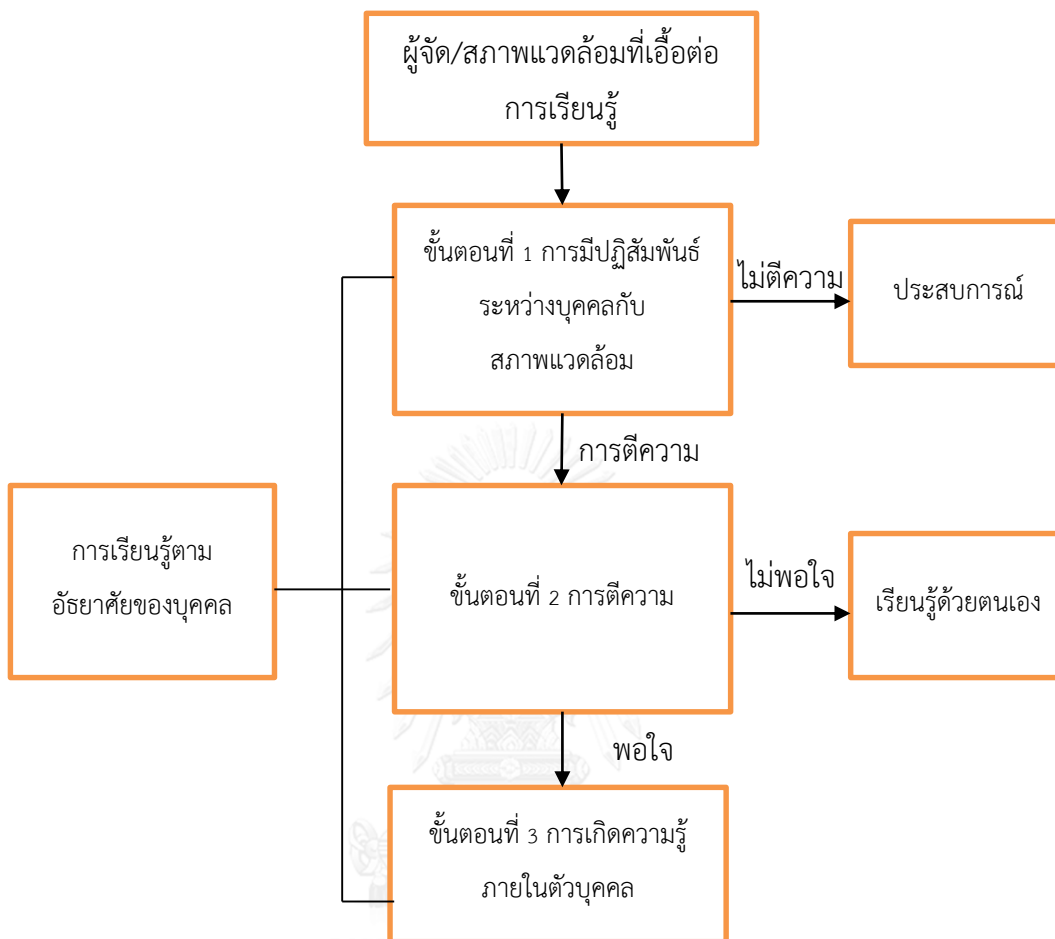 ผู้จัด/สภาพแวดล้อมที่เอื้อต่อ
การเรียนรู้
ขั้นตอนที่ 1 การมีปฏิสัมพันธ์
ระหว่างบุคคลกับ
สภาพแวดล้อม
ไม่ตีความ
ประสบการณ์
การตีความ
การเรียนรู้ตาม
อัธยาศัยของบุคคล
ขั้นตอนที่ 2 การตีความ
ไม่พอใจ
เรียนรู้ด้วยตนเอง
พอใจ
ขั้นตอนที่ 3 การเกิดความรู้
ภายในตัวบุคคล